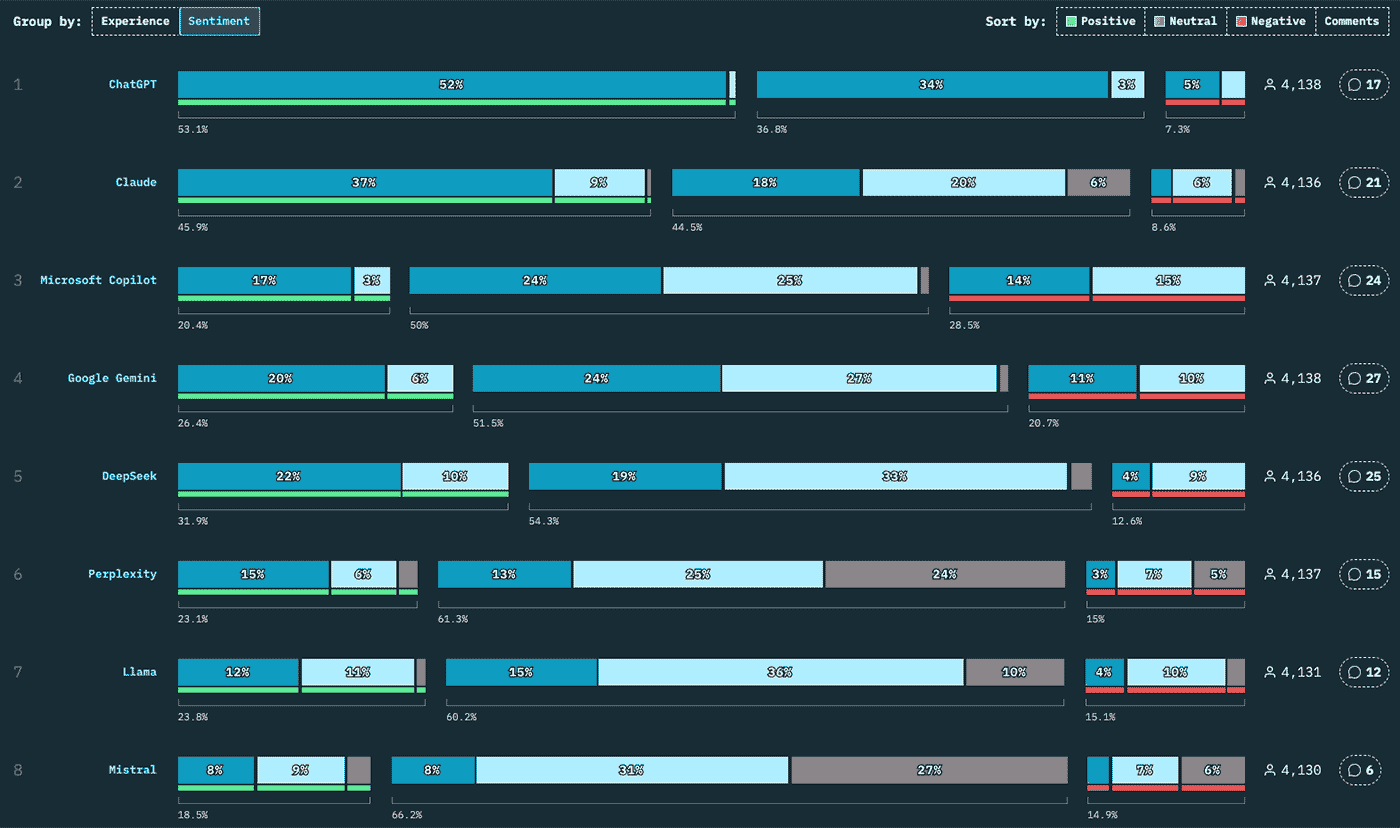 Group by: Experience Sentiment Sort by: Positive Neutral Negative Comments
1 ChatGPT 52% 34% 3% 5% 4,138 17
53.1% 36.8% 7.3%
2 Claude 37% 9% 18% 20% 6% 6% 4,136 21
45.9% 44.5% 8.6%
3 Microsoft Copilot 17% 3% 24% 25% 14% 15% 4,137 24
20.4% 50% 28.5%
4 Google Gemini 20% 6% 24% 27% 11% 10% 4,138 27
26.4% 51.5% 20.7%
5 DeepSeek 22% 10% 19% 33% 4% 9% 4,136 25
31.9% 54.3% 12.6%
6 Perplexity 15% 6% 13% 25% 24% 3% 7% 5% 4,137 15
23.1% 61.3% 15%
7 Llama 12% 11% 15% 36% 10% 4% 10% 4,131 12
23.8% 60.2% 15.1%
8 Mistral 8% 9% 8% 31% 27% 7% 6% 4,130 6
18.5% 66.2% 14.9%